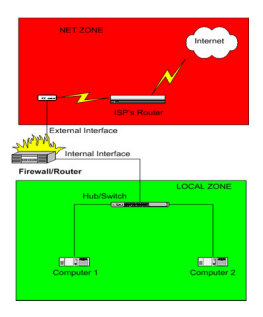 NET ZONE
Internet
ISP's Router
External Interface
Internal Interface
Firewall/Router
LOCAL ZONE
Hub/Switch
Computer 1
Computer 2